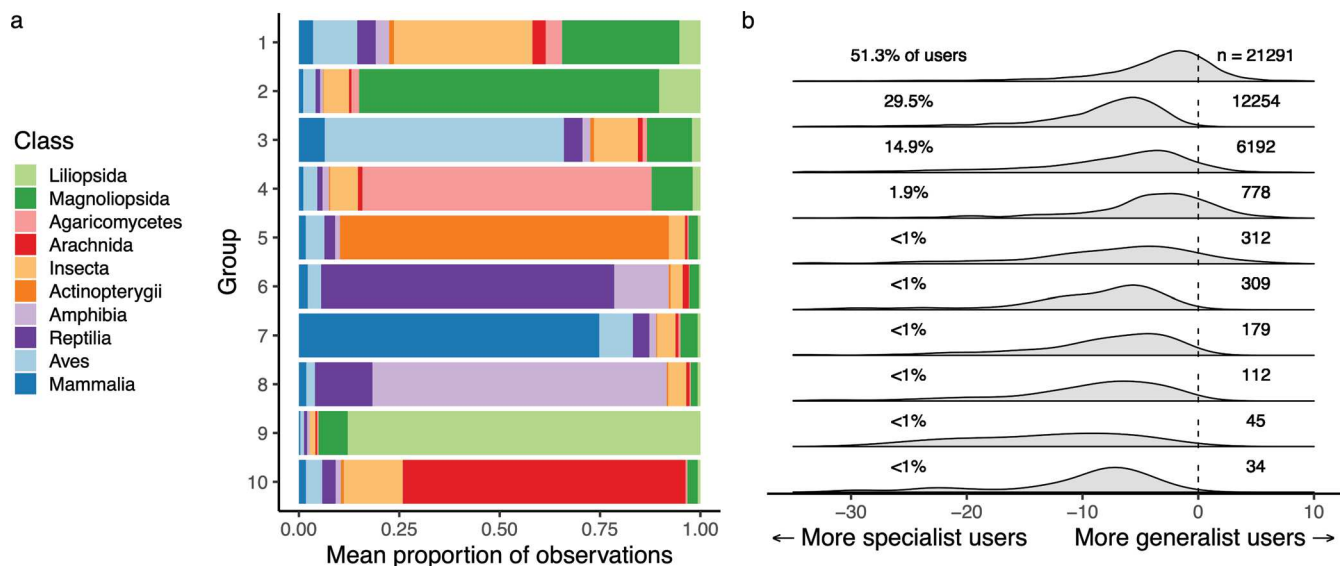 a
Class
Liliopsida
Magnoliopsida
Agaricomycetes
Arachnida
Insecta
Actinopterygii
Amphibia
Reptilia
Aves
Mammalia
Group
1
2
3
4
5
6
7
8
9
10
0.00 0.25 0.50 0.75 1.00
Mean proportion of observations
b
51.3% of users n = 21291
29.5% 12254
14.9% 6192
1.9% 778
<1% 312
<1% 309
<1% 179
<1% 112
<1% 45
<1% 34
−30 −20 −10 0 10
← More specialist users More generalist users →